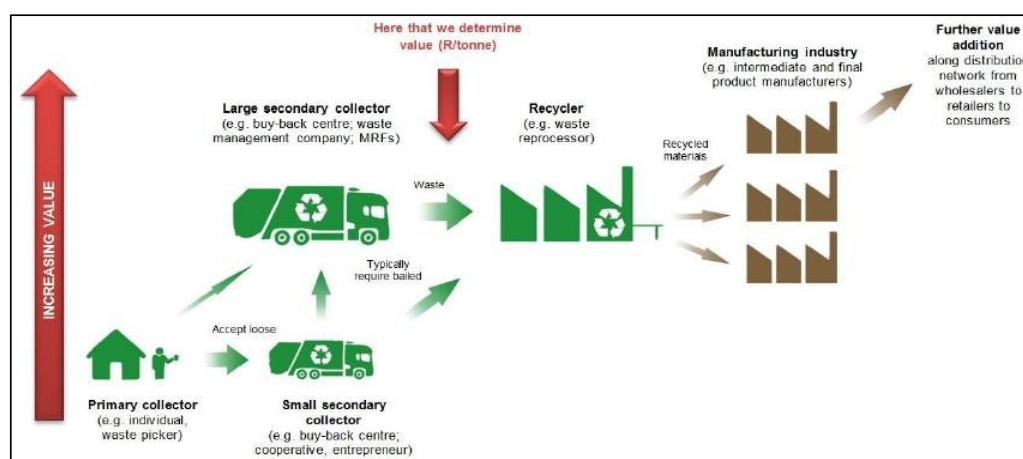 Here that we determine
value (R/tonne)
Further value
addition
along distribution
network from
wholesalers to
retailers to
consumers
Manufacturing industry
(e.g. intermediate and final
product manufacturers)
Large secondary collector
(e.g. buy-back centre; waste
management company; MRFs)
Recycler
(e.g. waste
reprocessor)
Recycled
materials
Waste
Typically
require bailed
INCREASING VALUE
Accept loose
Primary collector
(e.g. individual,
waste picker)
Small secondary
collector
(e.g. buy-back centre;
cooperative, entrepreneur)